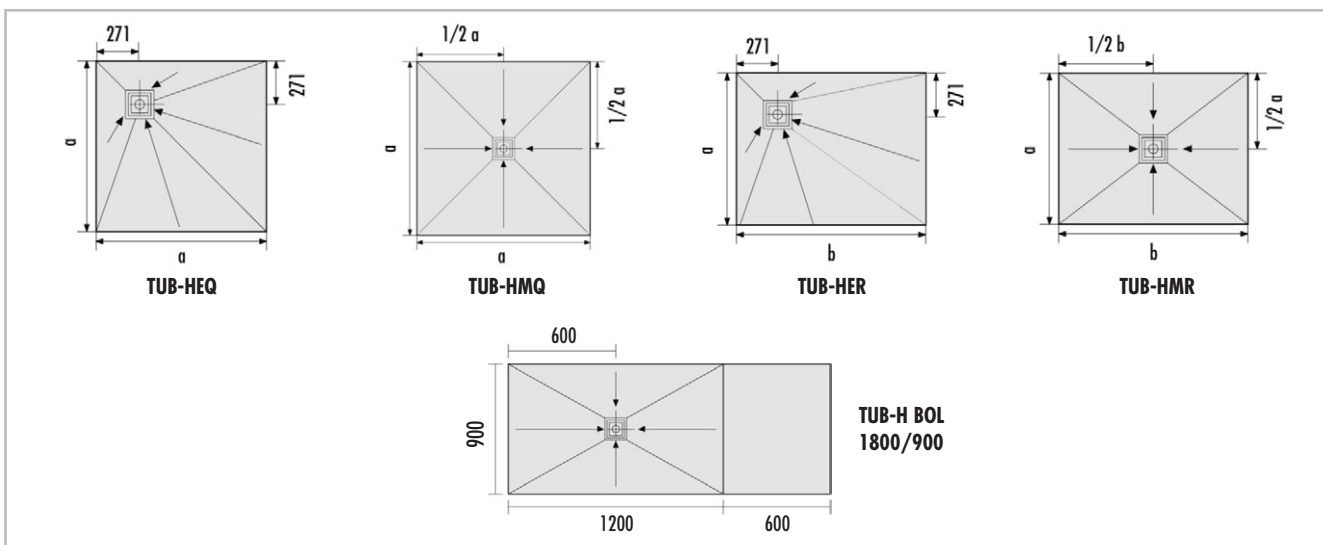 271
1/2 a
271
1/2 b
271
1/2 a
271
1/2 a
a
a
a
a
a
a
b
b
TUB-HEQ
TUB-HMQ
TUB-HER
TUB-HMR
600
900
TUB-H BOL
1800/900
1200
600